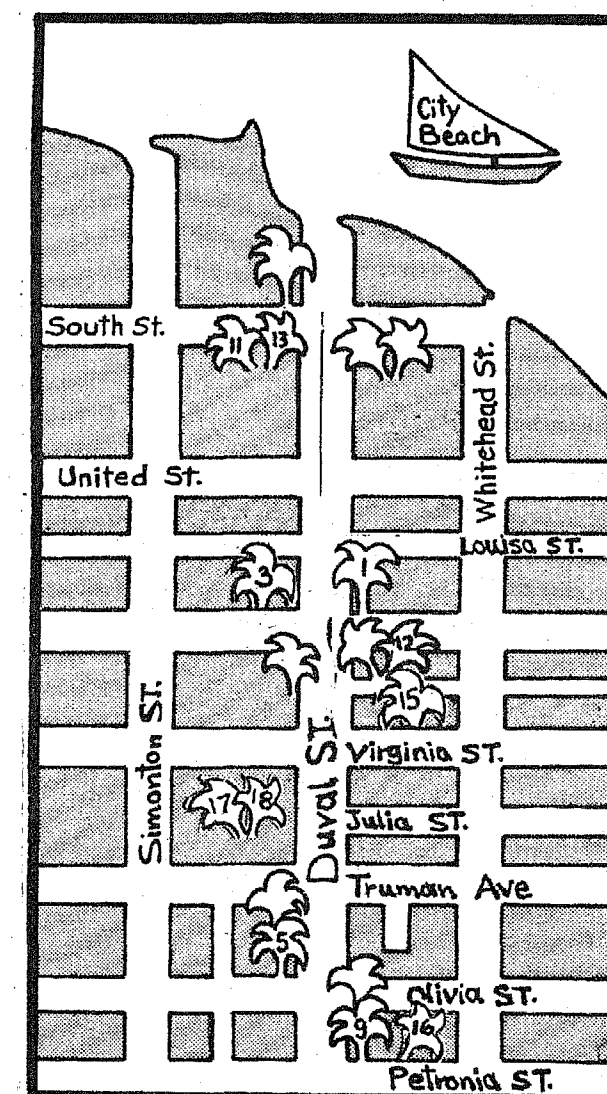 City
Beach
South St.
11
13
Whitehead St.
United St.
Louisa ST.
3
1
12
15
Simonton ST.
Duval ST.
Virginia ST.
17
18
Julia ST.
Truman Ave
5
Olivia ST.
9
16
Petronia ST.